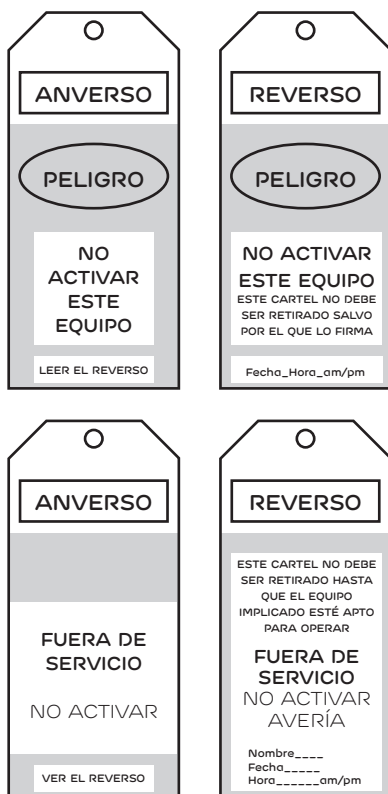 ANVERSO
PELIGRO
NO
ACTIVAR
ESTE
EQUIPO
LEER EL REVERSO
REVERSO
PELIGRO
NO ACTIVAR
ESTE EQUIPO
ESTE CARTEL NO DEBE
SER RETIRADO SALVO
POR EL QUE LO FIRMA
Fecha_Hora_am/pm
ANVERSO
FUERA DE
SERVICIO
NO ACTIVAR
VER EL REVERSO
REVERSO
ESTE CARTEL NO DEBE
SER RETIRADO HASTA
QUE EL EQUIPO
IMPLICADO ESTÉ APTO
PARA OPERAR
FUERA DE
SERVICIO
NO ACTIVAR
AVERÍA
Nombre____
Fecha_____
Hora______am/pm